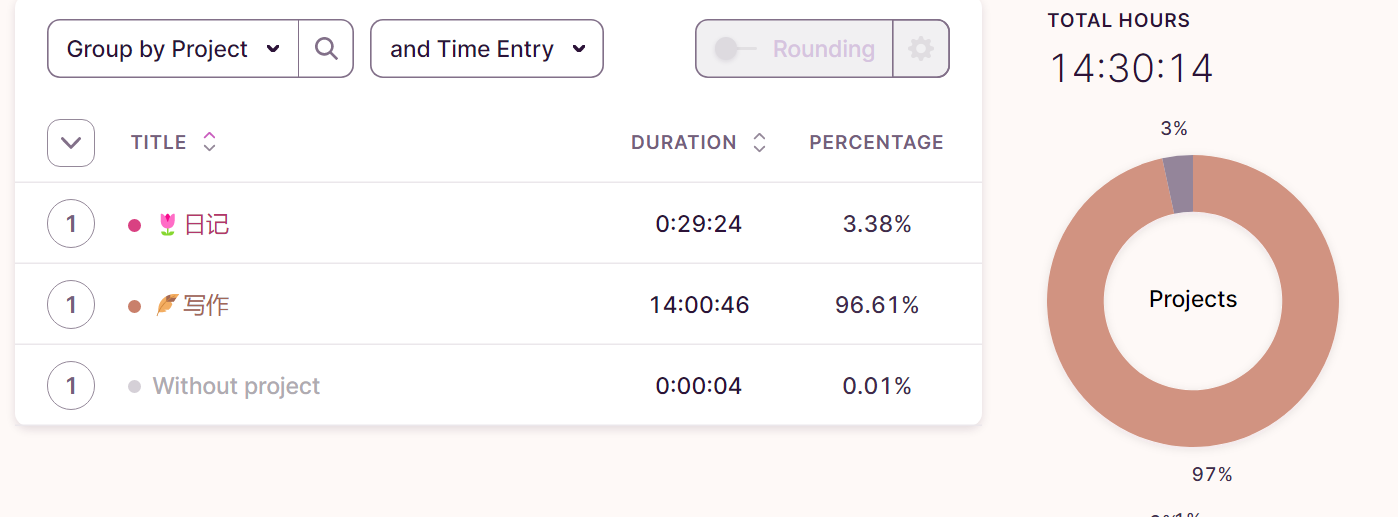 Group by Project
and Time Entry
Rounding
TITLE
DURATION
PERCENTAGE
1
🌷日记
0:29:24
3.38%
1
🍂写作
14:00:46
96.61%
1
Without project
0:00:04
0.01%
TOTAL HOURS
14:30:14
3%
Projects
97%